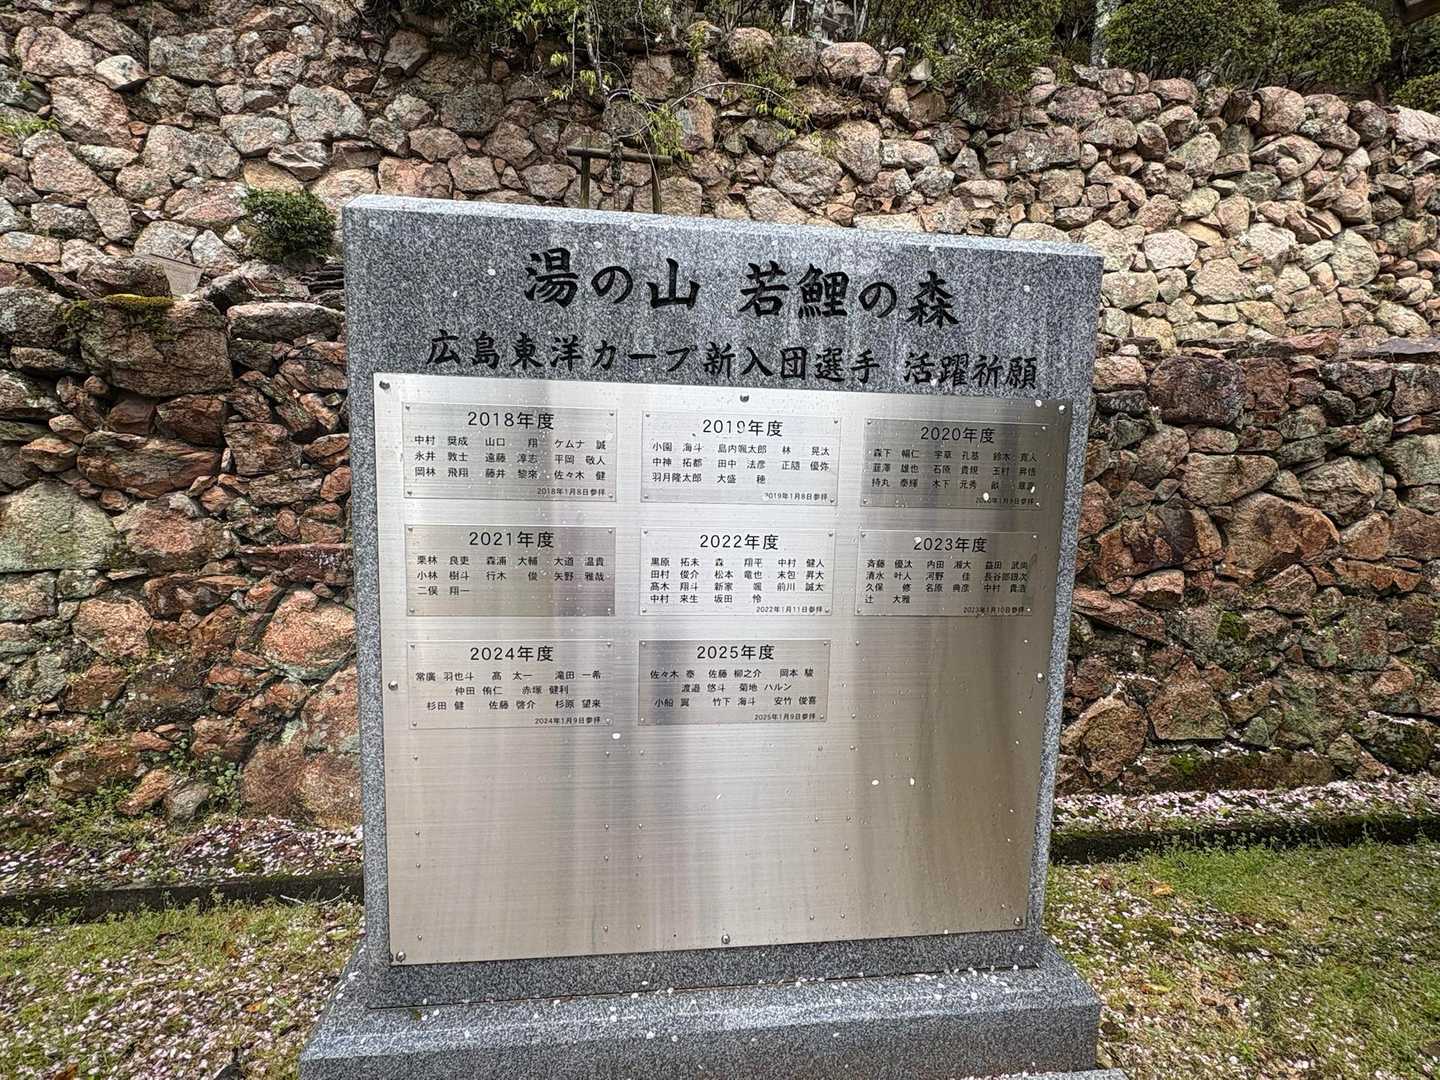 湯の山 若鯉の森
広島東洋カープ新入団選手 活躍祈願
2018年度
中村 奨成 山口 翔 ケムナ 誠
永井 敦士 遠藤 淳志 平岡 敬人
岡林 飛翔 藤井 黎來 佐々木 健
2018年1月8日参拝
2019年度
小園 海斗 島内颯太郎 林 晃汰
中神 拓都 田中 法彦 正隨 優弥
羽月隆太郎 大盛 穂
2019年1月8日参拝
2020年度
森下 暢仁 宇草 孔基 鈴木 寛人
韮澤 雄也 石原 貴規 玉村 昇悟
持丸 泰輝 木下 元秀 畝 章真
2020年1月9日参拝
2021年度
栗林 良吏 森浦 大輔 大道 温貴
小林 樹斗 行木 俊 矢野 雅哉
二俣 翔一
2022年度
黒原 拓未 森 翔平 中村 健人
田村 俊介 松本 竜也 末包 昇大
髙木 翔斗 新家 颯 前川 誠太
中村 来生 坂田 怜
2022年1月11日参拝
2023年度
斉藤 優汰 内田 湘大 益田 武尚
清水 叶人 河野 佳 長谷部銀次
久保 修 名原 典彦 中村 貴浩
辻 大雅
2023年1月10日参拝
2024年度
常廣 羽也斗 髙 太一 滝田 一希
仲田 侑仁 赤塚 健利
杉田 健 佐藤 啓介 杉原 望来
2024年1月9日参拝
2025年度
佐々木 泰 佐藤 柳之介 岡本 駿
渡邉 悠斗 菊地 ハルン
小船 翼 竹下 海斗 安竹 俊喜
2025年1月9日参拝